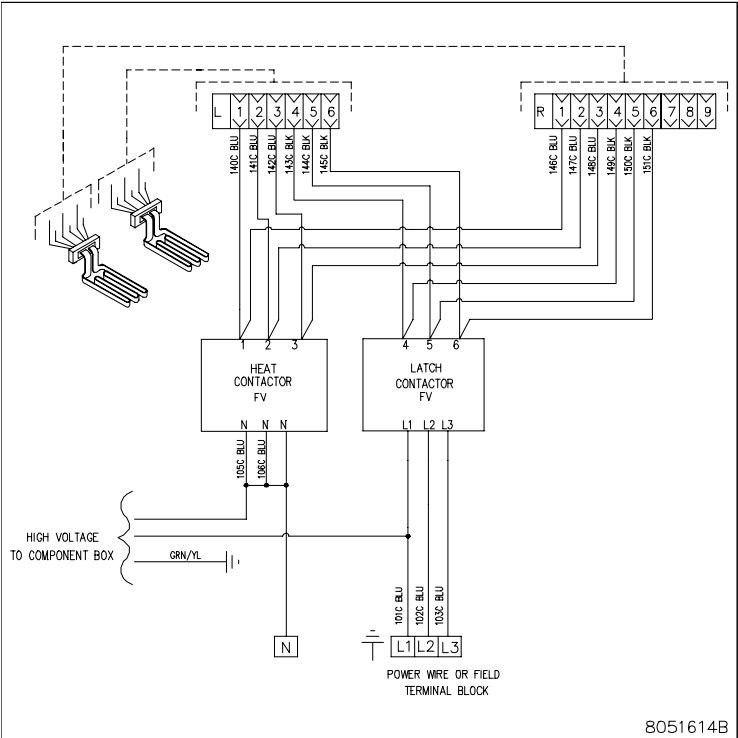 L 1 2 3 4 5 6
R 1 2 3 4 5 6 7 8 9
140C BLU
141C BLU
142C BLU
143C BLK
144C BLK
145C BLK
146C BLU
147C BLU
148C BLU
149C BLK
150C BLK
151C BLK
1 2 3
HEAT
CONTACTOR
FV
N N N
4 5 6
LATCH
CONTACTOR
FV
L1 L2 L3
105C BLU
106C BLU
HIGH VOLTAGE
TO COMPONENT BOX
GRN/YL
101C BLU
102C BLU
103C BLU
N
L1 L2 L3
POWER WIRE OR FIELD
TERMINAL BLOCK
8051614B